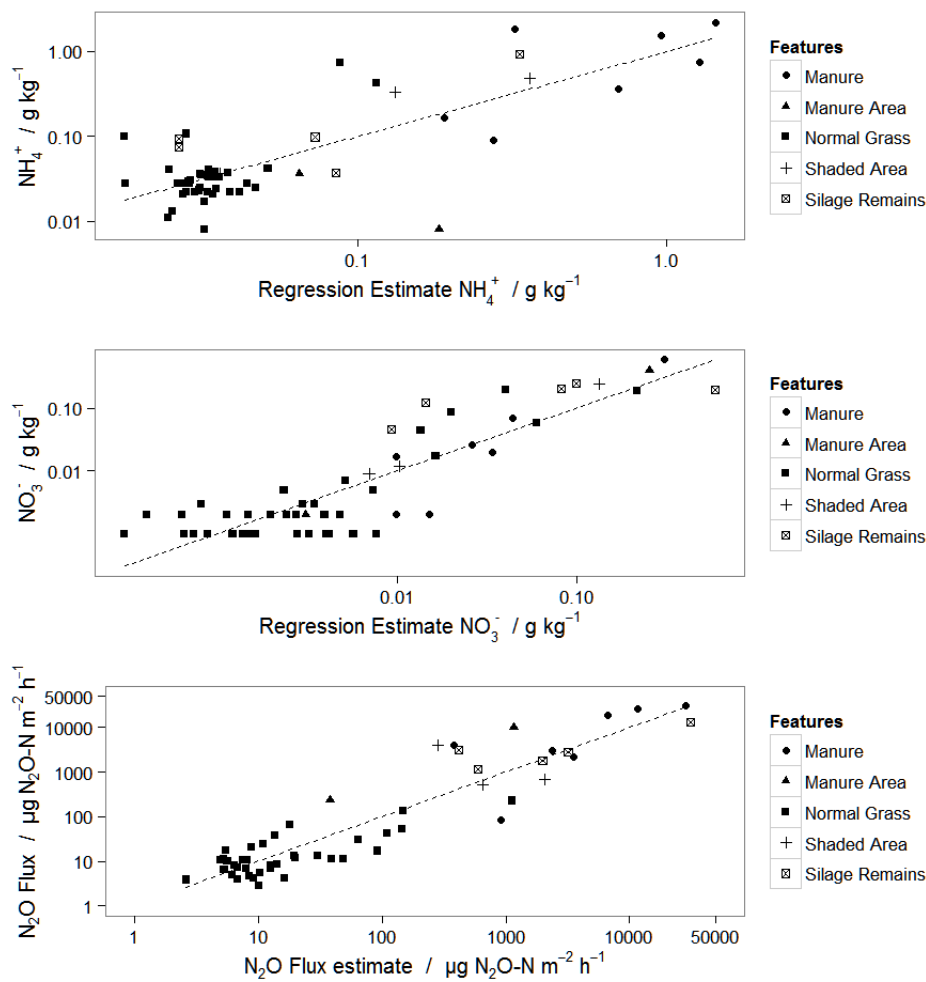 NH₄⁺ / g kg⁻¹
1.00
0.10
0.01
0.1 1.0
Regression Estimate NH₄⁺ / g kg⁻¹
Features
Manure
Manure Area
Normal Grass
Shaded Area
Silage Remains
NO₃⁻ / g kg⁻¹
0.10
0.01
0.01 0.10
Regression Estimate NO₃⁻ / g kg⁻¹
Features
Manure
Manure Area
Normal Grass
Shaded Area
Silage Remains
N₂O Flux / µg N₂O-N m⁻² h⁻¹
50000
10000
1000
100
10
1
1 10 100 1000 10000 50000
N₂O Flux estimate / µg N₂O-N m⁻² h⁻¹
Features
Manure
Manure Area
Normal Grass
Shaded Area
Silage Remains